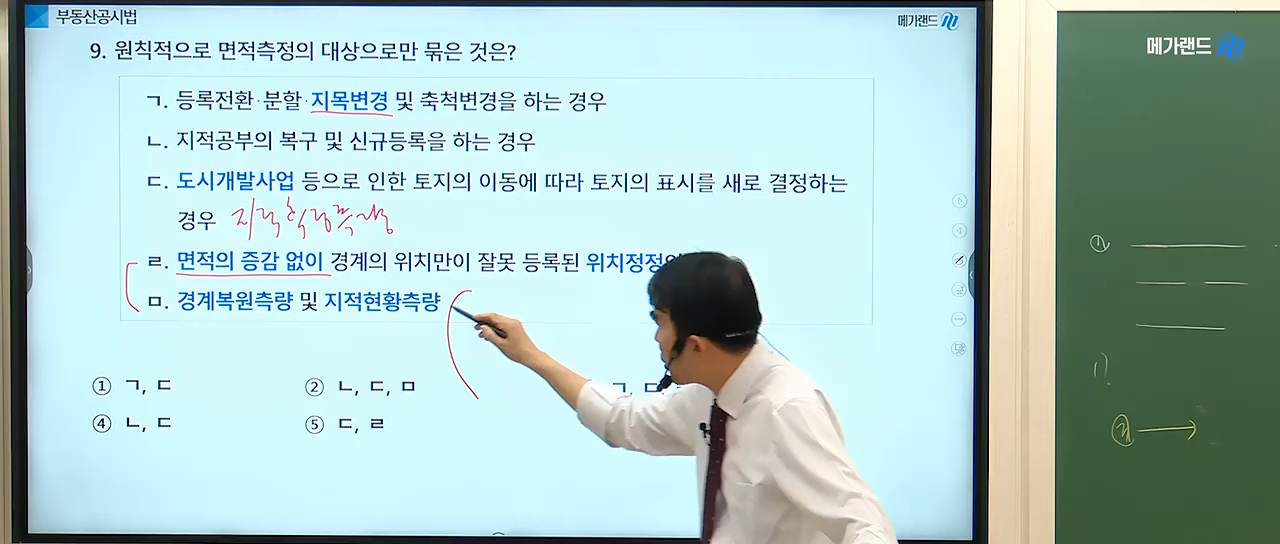 부동산공시법
메가랜드
메가랜드
9. 원칙적으로 면적측정의 대상으로만 묶은 것은?
ㄱ. 등록전환·분할·지목변경 및 축척변경을 하는 경우
ㄴ. 지적공부의 복구 및 신규등록을 하는 경우
ㄷ. 도시개발사업 등으로 인한 토지의 이동에 따라 토지의 표시를 새로 결정하는
경우 지적확정측량
ㄹ. 면적의 증감 없이 경계의 위치만이 잘못 등록된 위치정정
ㅁ. 경계복원측량 및 지적현황측량
① ㄱ, ㄷ
② ㄴ, ㄷ, ㅁ
④ ㄴ, ㄷ
⑤ ㄷ, ㄹ